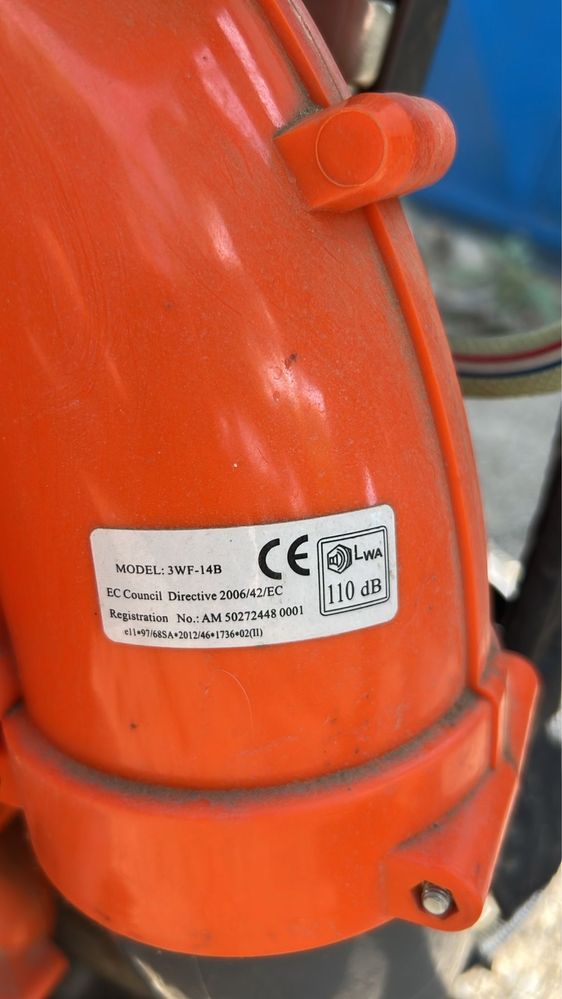 MODEL: 3WF-14B CE LWA
EC Council Directive 2006/42/EC 110 dB
Registration No.: AM 50272448 0001
e11*97/68SA*2012/46*1736*02(II)